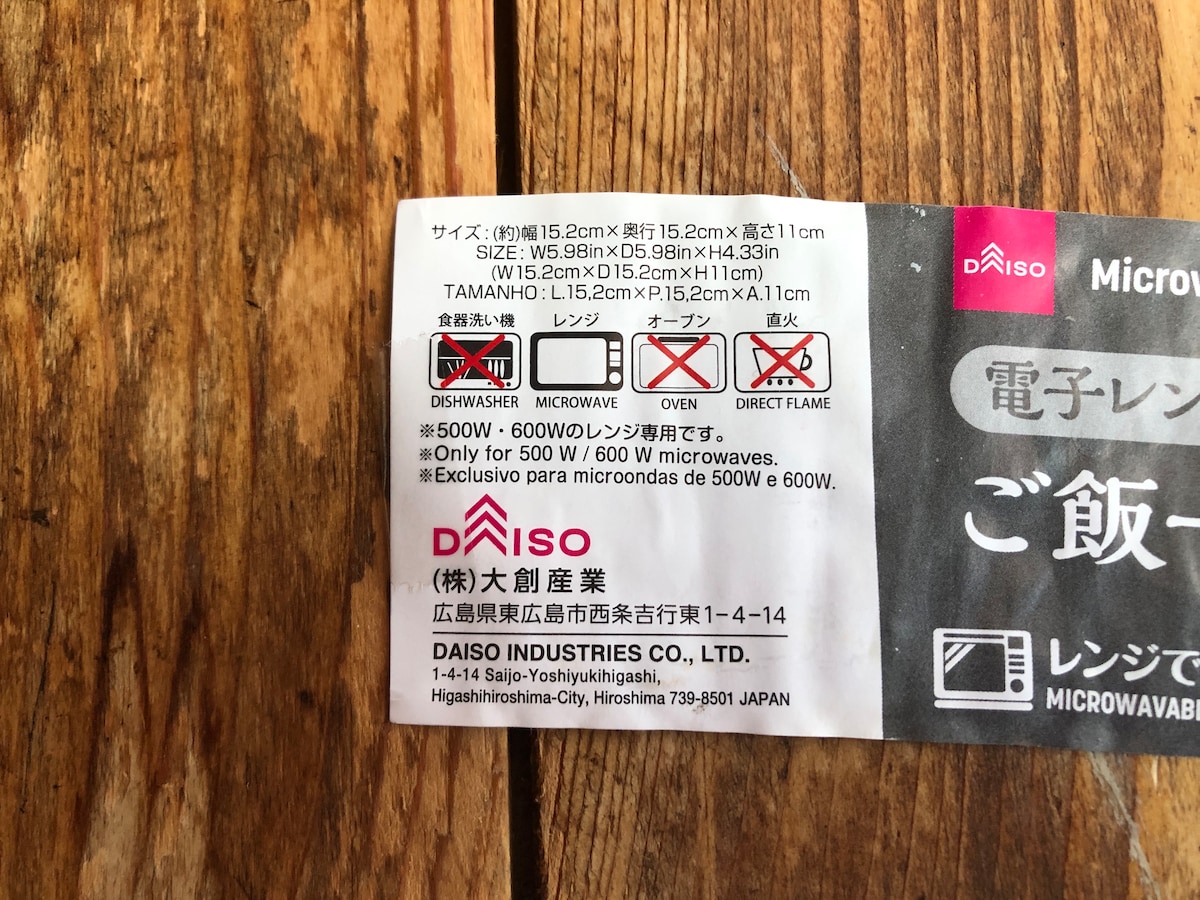 サイズ:(約)幅15.2cm×奥行15.2cm×高さ11cm
SIZE: W5.98in×D5.98in×H4.33in
(W15.2cm×D15.2cm×H11cm)
TAMANHO : L.15,2cm×P.15,2cm×A.11cm
食器洗い機 レンジ オーブン 直火
DISHWASHER MICROWAVE OVEN DIRECT FLAME
※500W・600Wのレンジ専用です。
※Only for 500 W / 600 W microwaves.
※Exclusivo para microondas de 500W e 600W.
DAISO
(株)大創産業
広島県東広島市西条吉行東1-4-14
DAISO INDUSTRIES CO., LTD.
1-4-14 Saijo-Yoshiyukihigashi,
Higashihiroshima-City, Hiroshima 739-8501 JAPAN
DAISO
電子レン
ご飯一
レンジで